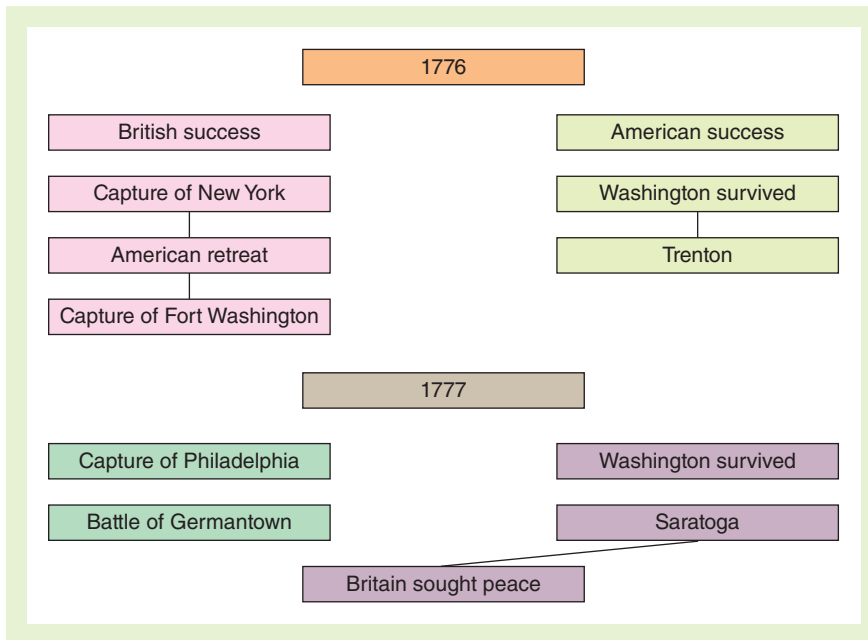 1776
British success
American success
Capture of New York
Washington survived
American retreat
Trenton
Capture of Fort Washington
1777
Capture of Philadelphia
Washington survived
Battle of Germantown
Saratoga
Britain sought peace